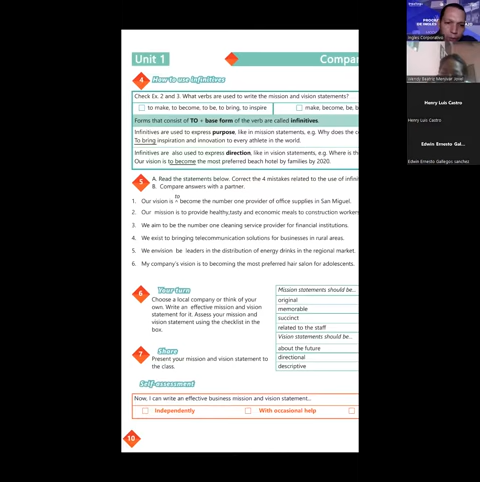 Unit 1
Compa
4
How to use infinitives
Check Ex. 2 and 3. What verbs are used to write the mission and vision statements?
to make, to become, to be, to bring, to inspire
make, become, be, b
Forms that consist of TO + base form of the verb are called infinitives.
Infinitives are used to express purpose, like in mission statements, e.g. Why does the c
To bring inspiration and innovation to every athlete in the world.
Infinitives are also used to express direction, like in vision statements, e.g. Where is th
Our vision is to become the most preferred beach hotel by families by 2020.
5
A. Read the statements below. Correct the 4 mistakes related to the use of infini
B. Compare answers with a partner.
to
1. Our vision is ^ become the number one provider of office supplies in San Miguel.
2. Our mission is to provide healthy,tasty and economic meals to construction workers
3. We aim to be the number one cleaning service provider for financial institutions.
4. We exist to bringing telecommunication solutions for businesses in rural areas.
5. We envision be leaders in the distribution of energy drinks in the regional market.
6. My company's vision is to becoming the most preferred hair salon for adolescents.
6
Your turn
Choose a local company or think of your
own. Write an effective mission and vision
statement for it. Assess your mission and
vision statement using the checklist in the
box.
Mission statements should be...
original
memorable
succinct
related to the staff
Vision statements should be...
about the future
directional
descriptive
7
Share
Present your mission and vision statement to
the class.
Self-assessment
Now, I can write an effective business mission and vision statement...
Independently
With occasional help
10
Ingles Corporativo
Henry Luis Castro
Henry Luis Castro
Edwin Ernesto Gal...
Edwin Ernesto Gallegos sanchez